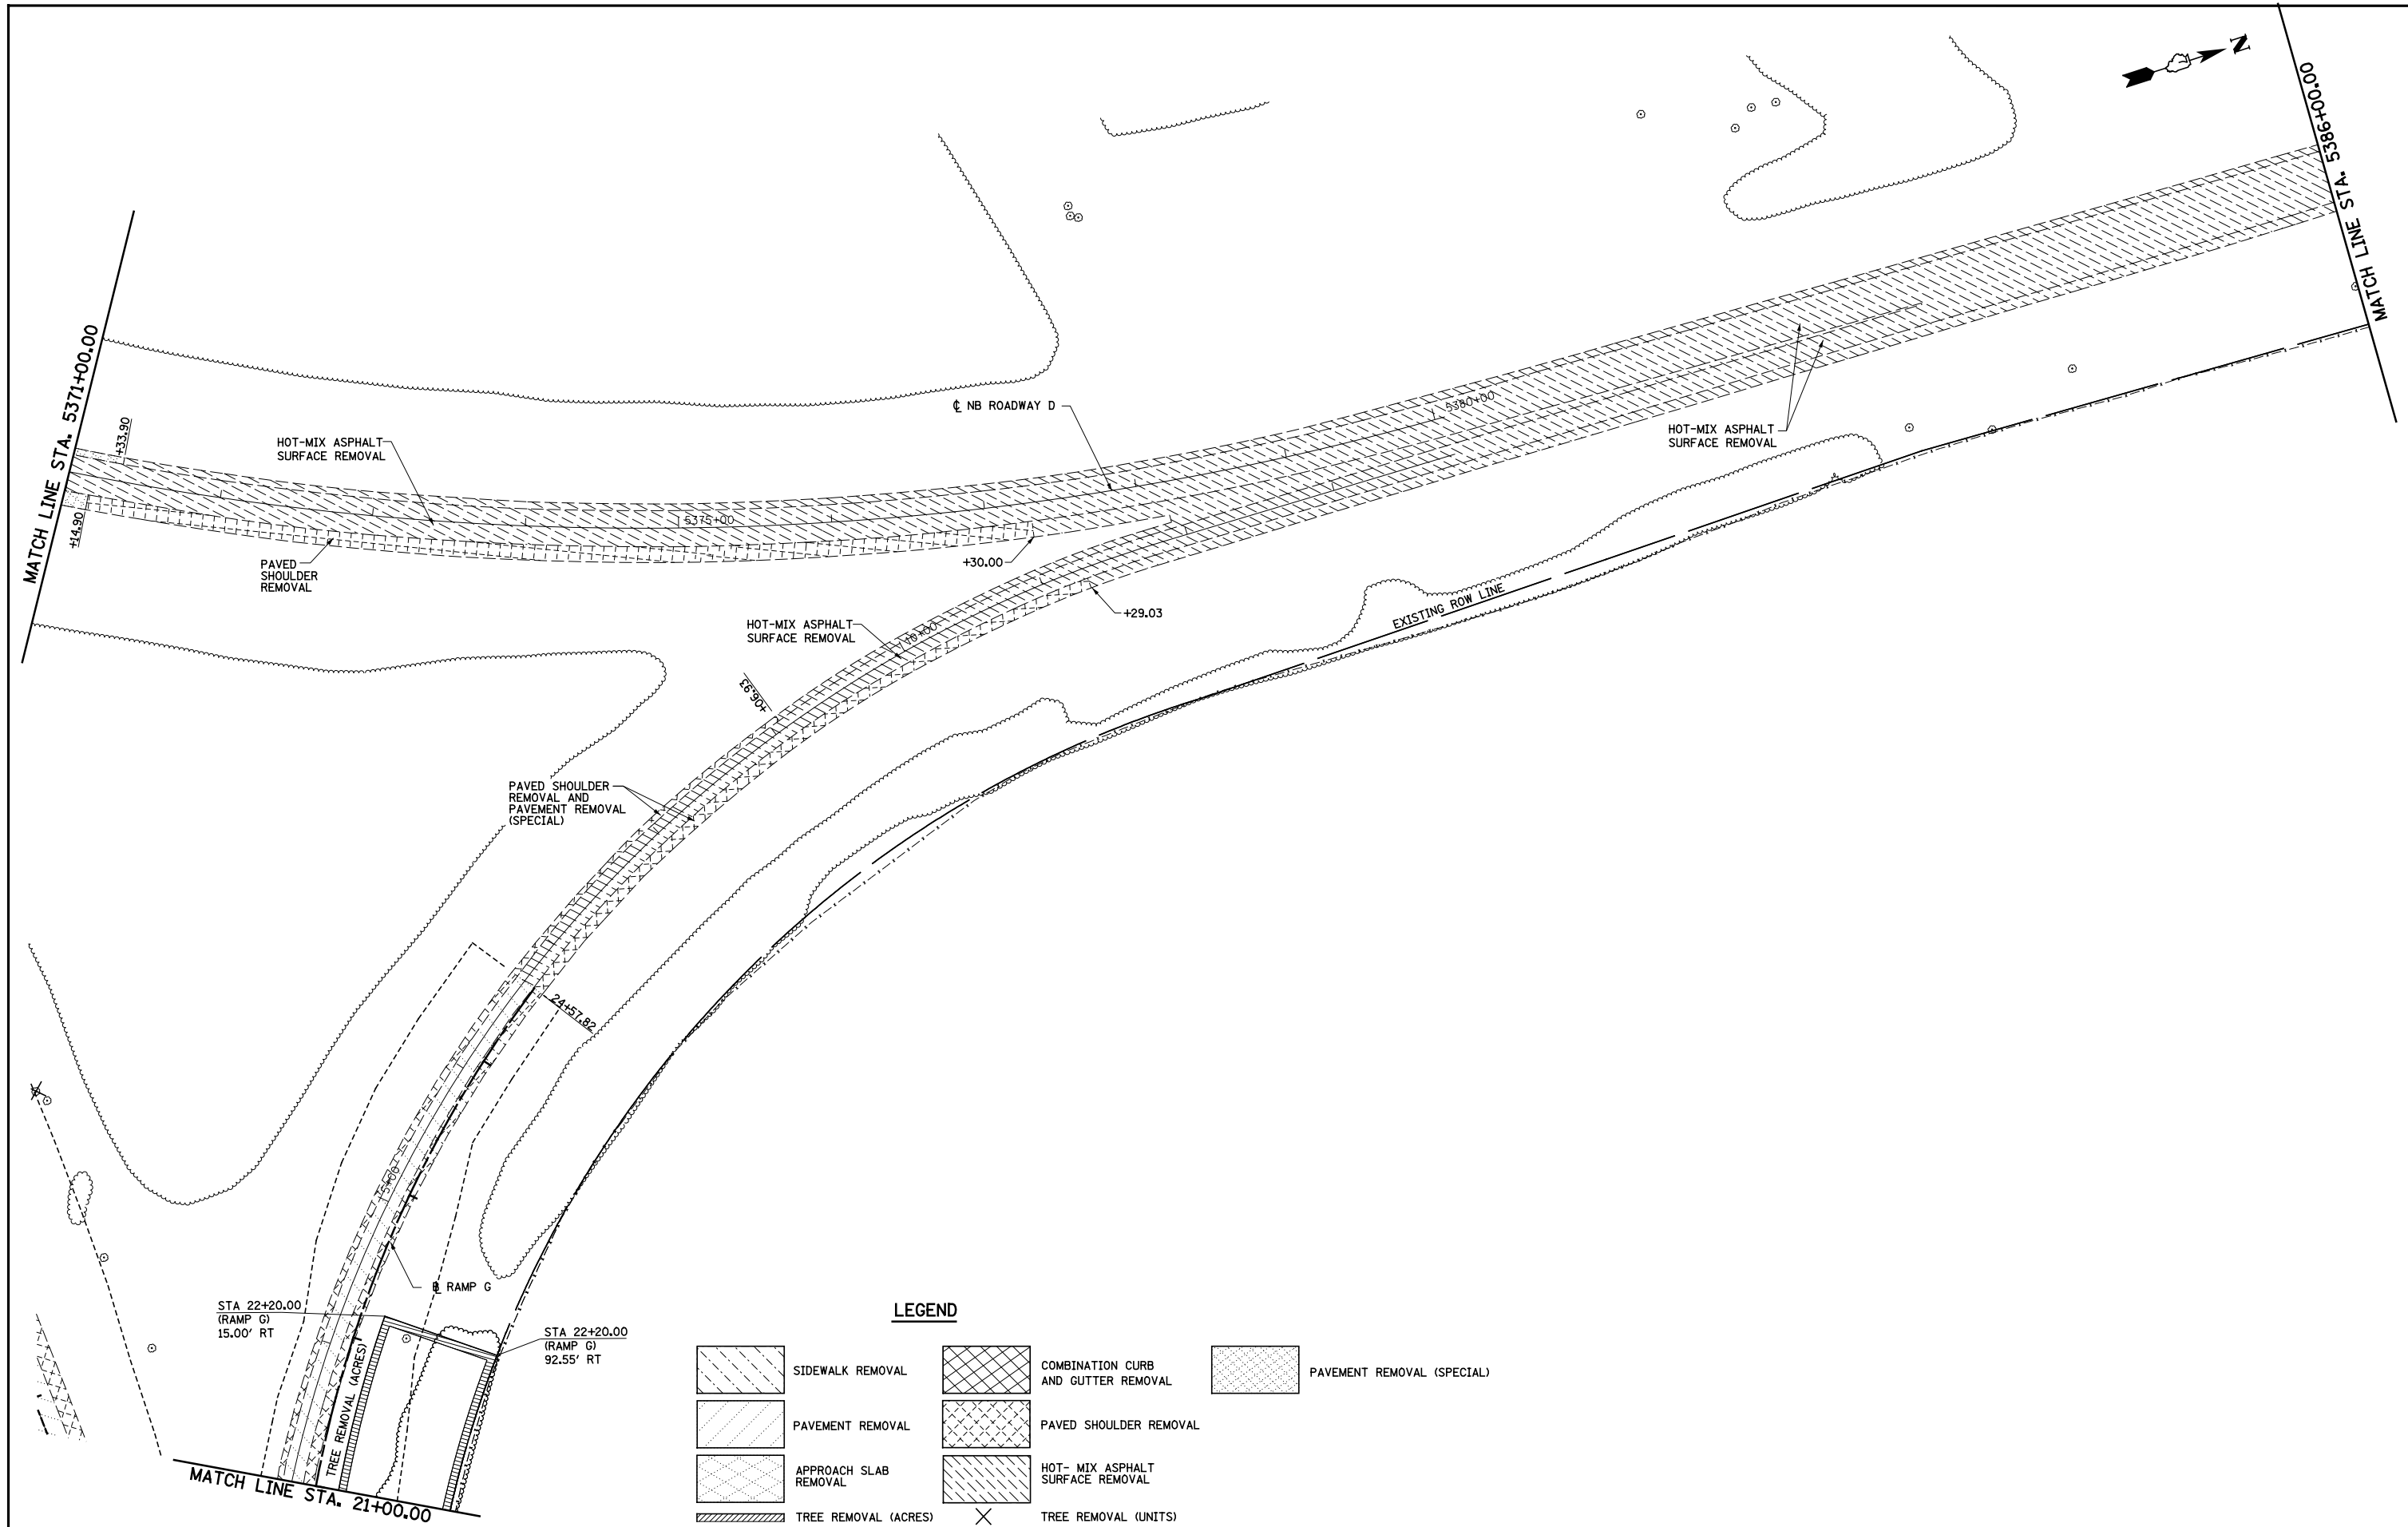 N
MATCH LINE STA. 5386+00.00
MATCH LINE STA. 5371+00.00
+33.90
HOT-MIX ASPHALT
SURFACE REMOVAL
℄ NB ROADWAY D
5380+00
HOT-MIX ASPHALT
SURFACE REMOVAL
5375+00
+14.90
PAVED
SHOULDER
REMOVAL
+30.00
+29.03
EXISTING ROW LINE
HOT-MIX ASPHALT
SURFACE REMOVAL
10+00
+06.93
PAVED SHOULDER
REMOVAL AND
PAVEMENT REMOVAL
(SPECIAL)
24+57.82
℄ RAMP G
STA 22+20.00
(RAMP G)
15.00' RT
STA 22+20.00
(RAMP G)
92.55' RT
TREE REMOVAL (ACRES)
MATCH LINE STA. 21+00.00
LEGEND
SIDEWALK REMOVAL
COMBINATION CURB
AND GUTTER REMOVAL
PAVEMENT REMOVAL (SPECIAL)
PAVEMENT REMOVAL
PAVED SHOULDER REMOVAL
APPROACH SLAB
REMOVAL
HOT- MIX ASPHALT
SURFACE REMOVAL
TREE REMOVAL (ACRES)
TREE REMOVAL (UNITS)